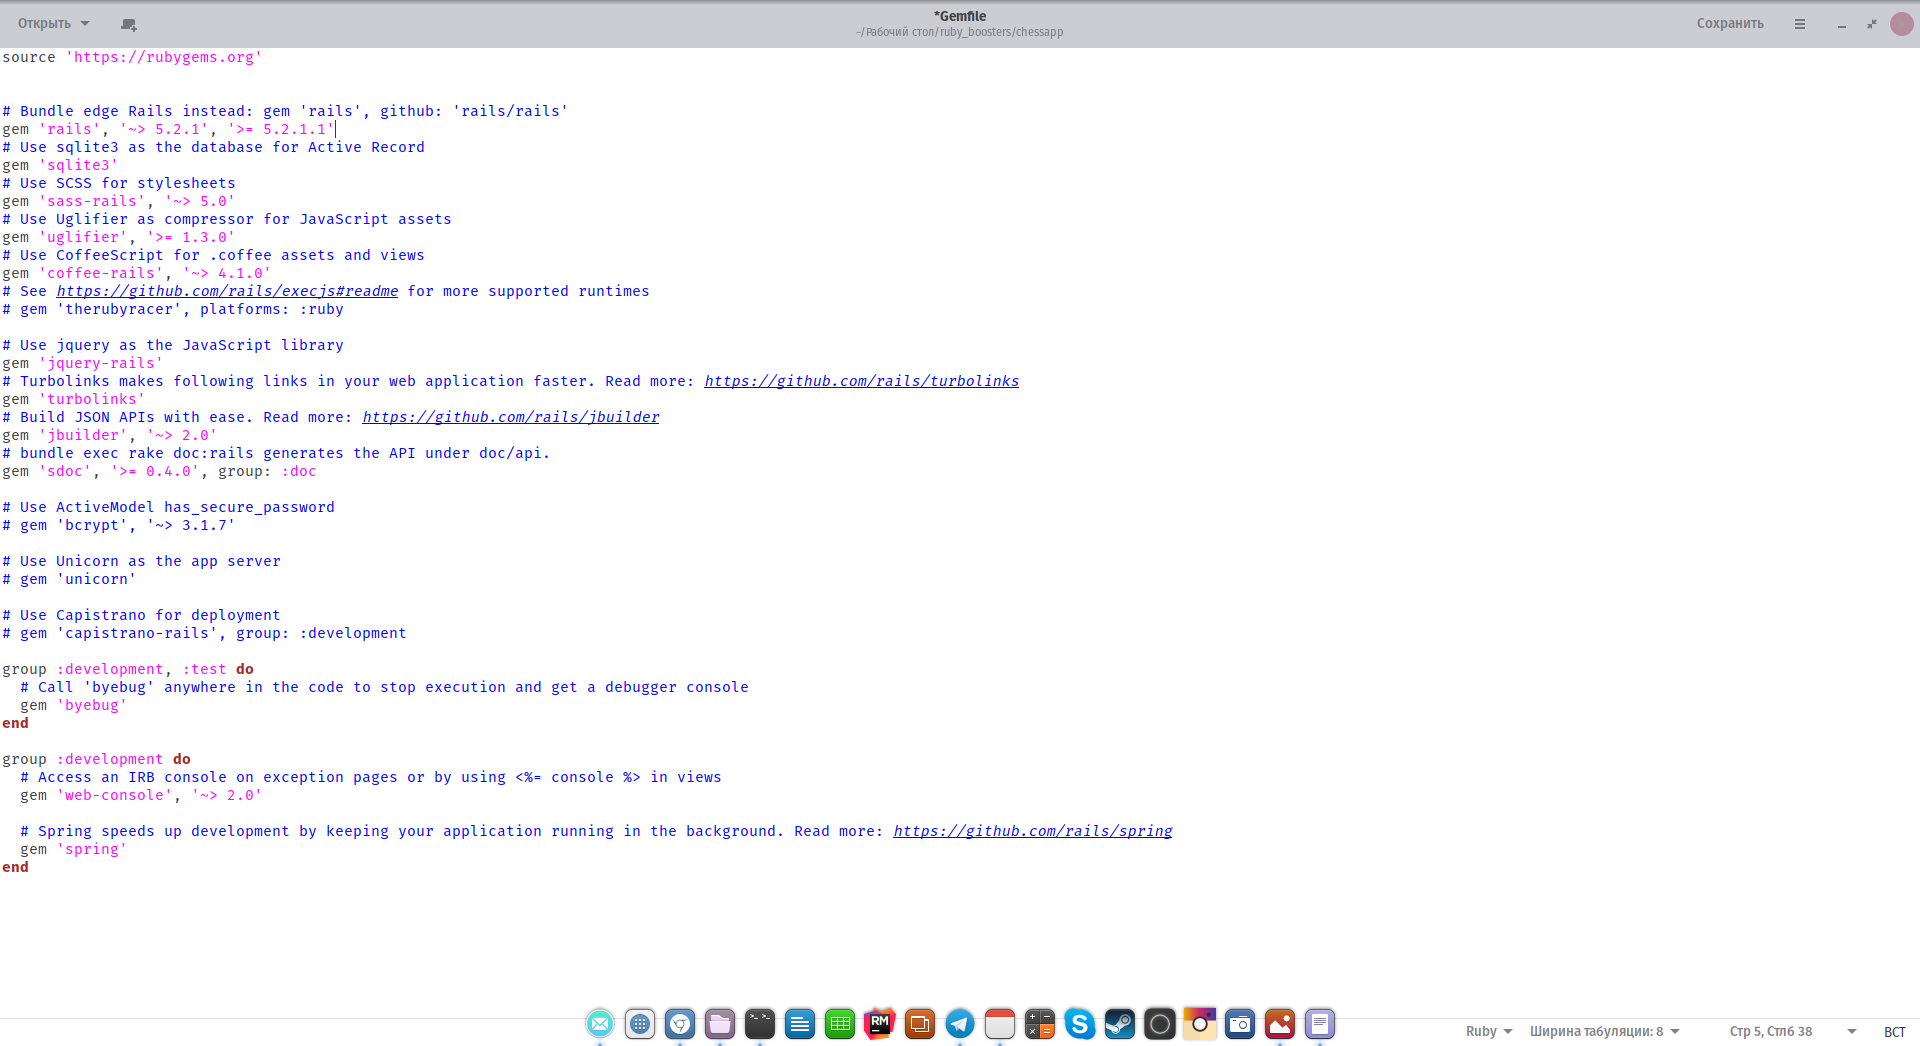 Открыть
*Gemfile
~/Рабочий стол/ruby_boosters/chessapp
Сохранить
source 'https://rubygems.org'
# Bundle edge Rails instead: gem 'rails', github: 'rails/rails'
gem 'rails', '~> 5.2.1', '>= 5.2.1.1'
# Use sqlite3 as the database for Active Record
gem 'sqlite3'
# Use SCSS for stylesheets
gem 'sass-rails', '~> 5.0'
# Use Uglifier as compressor for JavaScript assets
gem 'uglifier', '>= 1.3.0'
# Use CoffeeScript for .coffee assets and views
gem 'coffee-rails', '~> 4.1.0'
# See https://github.com/rails/execjs#readme for more supported runtimes
# gem 'therubyracer', platforms: :ruby
# Use jquery as the JavaScript library
gem 'jquery-rails'
# Turbolinks makes following links in your web application faster. Read more: https://github.com/rails/turbolinks
gem 'turbolinks'
# Build JSON APIs with ease. Read more: https://github.com/rails/jbuilder
gem 'jbuilder', '~> 2.0'
# bundle exec rake doc:rails generates the API under doc/api.
gem 'sdoc', '>= 0.4.0', group: :doc
# Use ActiveModel has_secure_password
# gem 'bcrypt', '~> 3.1.7'
# Use Unicorn as the app server
# gem 'unicorn'
# Use Capistrano for deployment
# gem 'capistrano-rails', group: :development
group :development, :test do
  # Call 'byebug' anywhere in the code to stop execution and get a debugger console
  gem 'byebug'
end
group :development do
  # Access an IRB console on exception pages or by using <%= console %> in views
  gem 'web-console', '~> 2.0'
  # Spring speeds up development by keeping your application running in the background. Read more: https://github.com/rails/spring
  gem 'spring'
end
>_ >_
RM
S
Ruby
Ширина табуляции: 8
Стр 5, Стлб 38
ВСТ